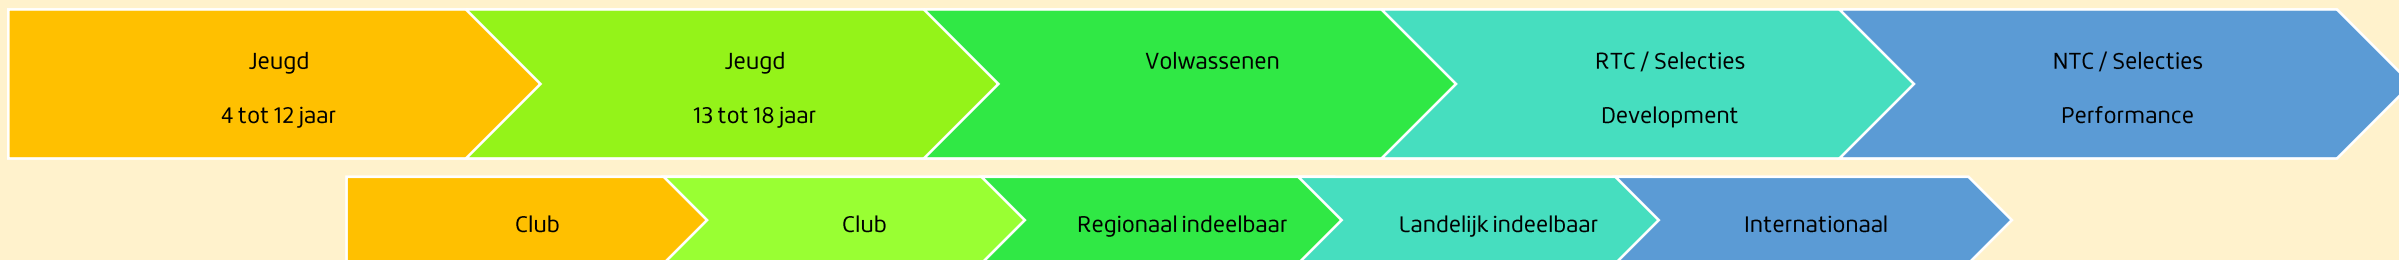 Jeugd
4 tot 12 jaar
Jeugd
13 tot 18 jaar
Volwassenen
RTC / Selecties
Development
NTC / Selecties
Performance
Club
Club
Regionaal indeelbaar
Landelijk indeelbaar
Internationaal